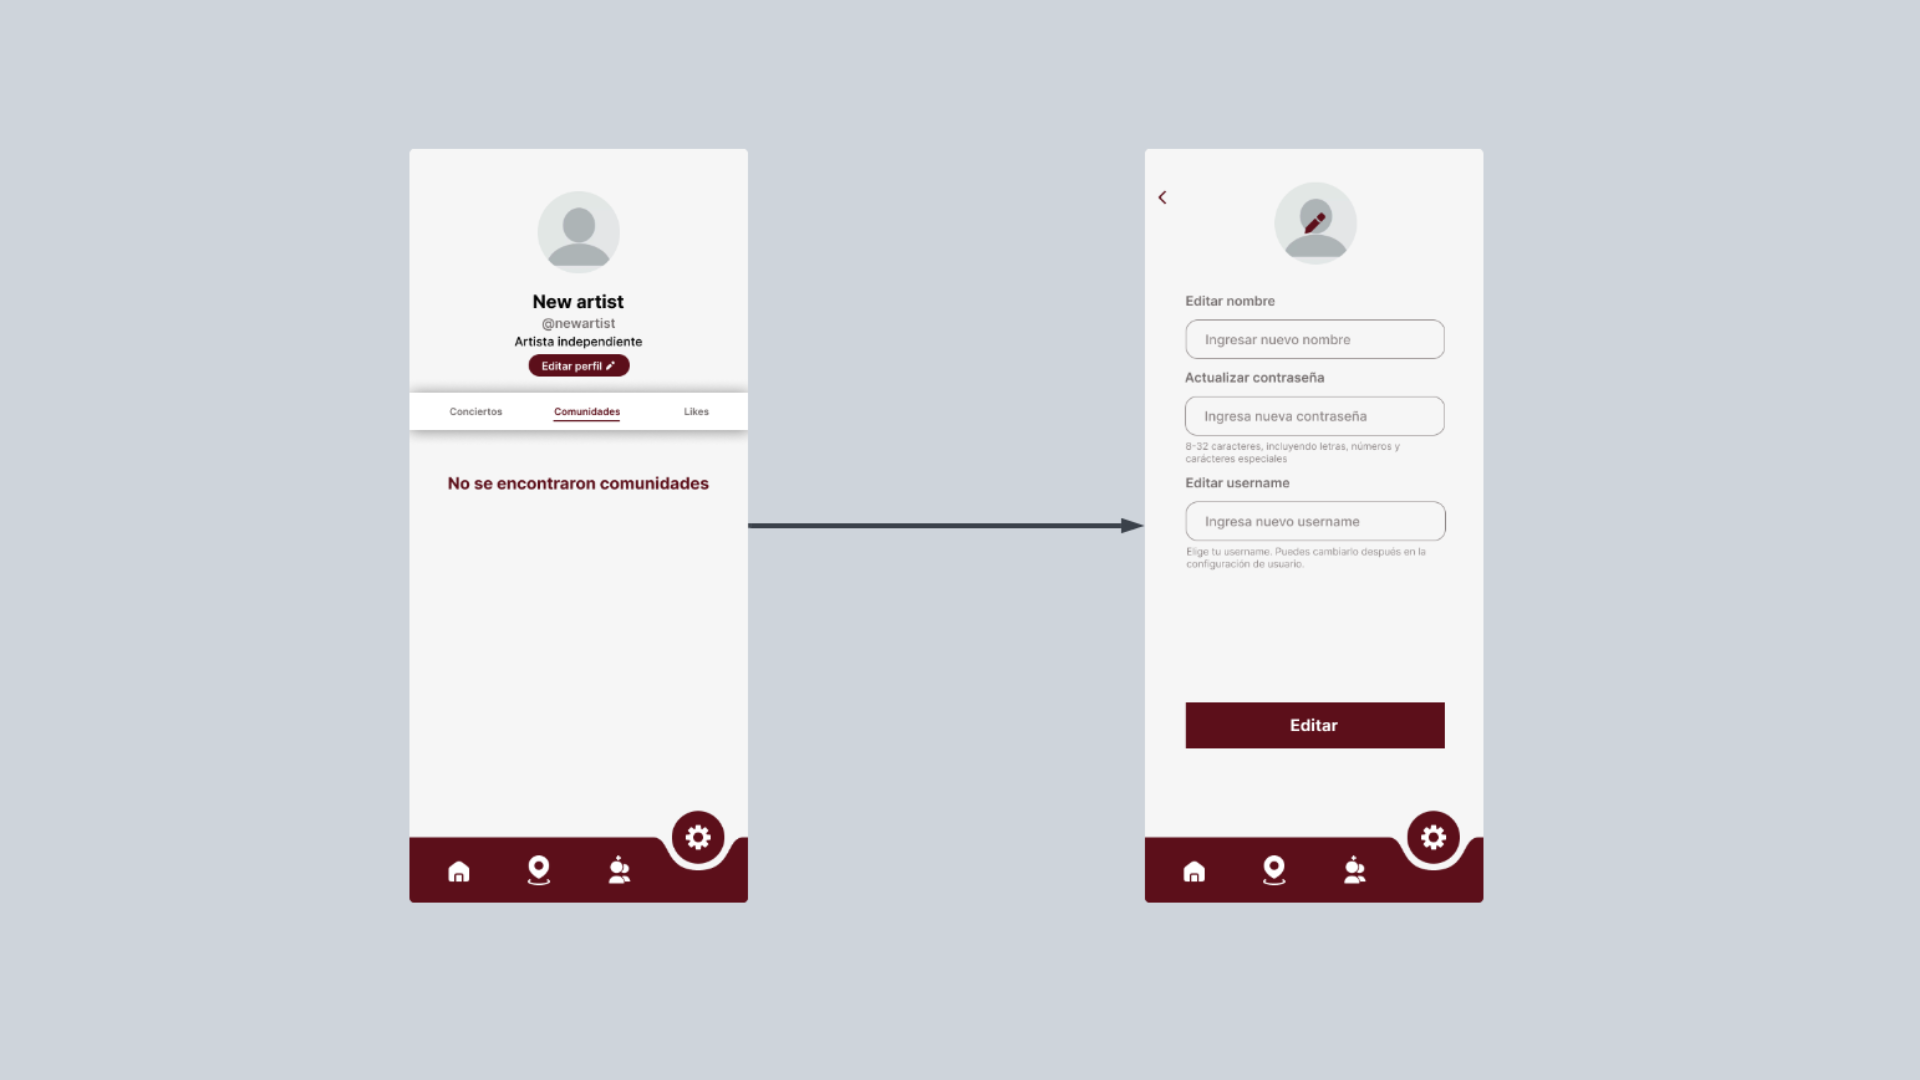 New artist
@newartist
Artista independiente
Editar perfil
Conciertos Comunidades Likes
No se encontraron comunidades
Editar nombre
Ingresar nuevo nombre
Actualizar contraseña
Ingresa nueva contraseña
8-32 caracteres, incluyendo letras, números y
carácteres especiales
Editar username
Ingresa nuevo username
Elige tu username. Puedes cambiarlo después en la
configuración de usuario.
Editar